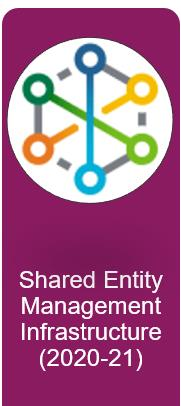 Shared Entity
Management
Infrastructure
(2020-21)